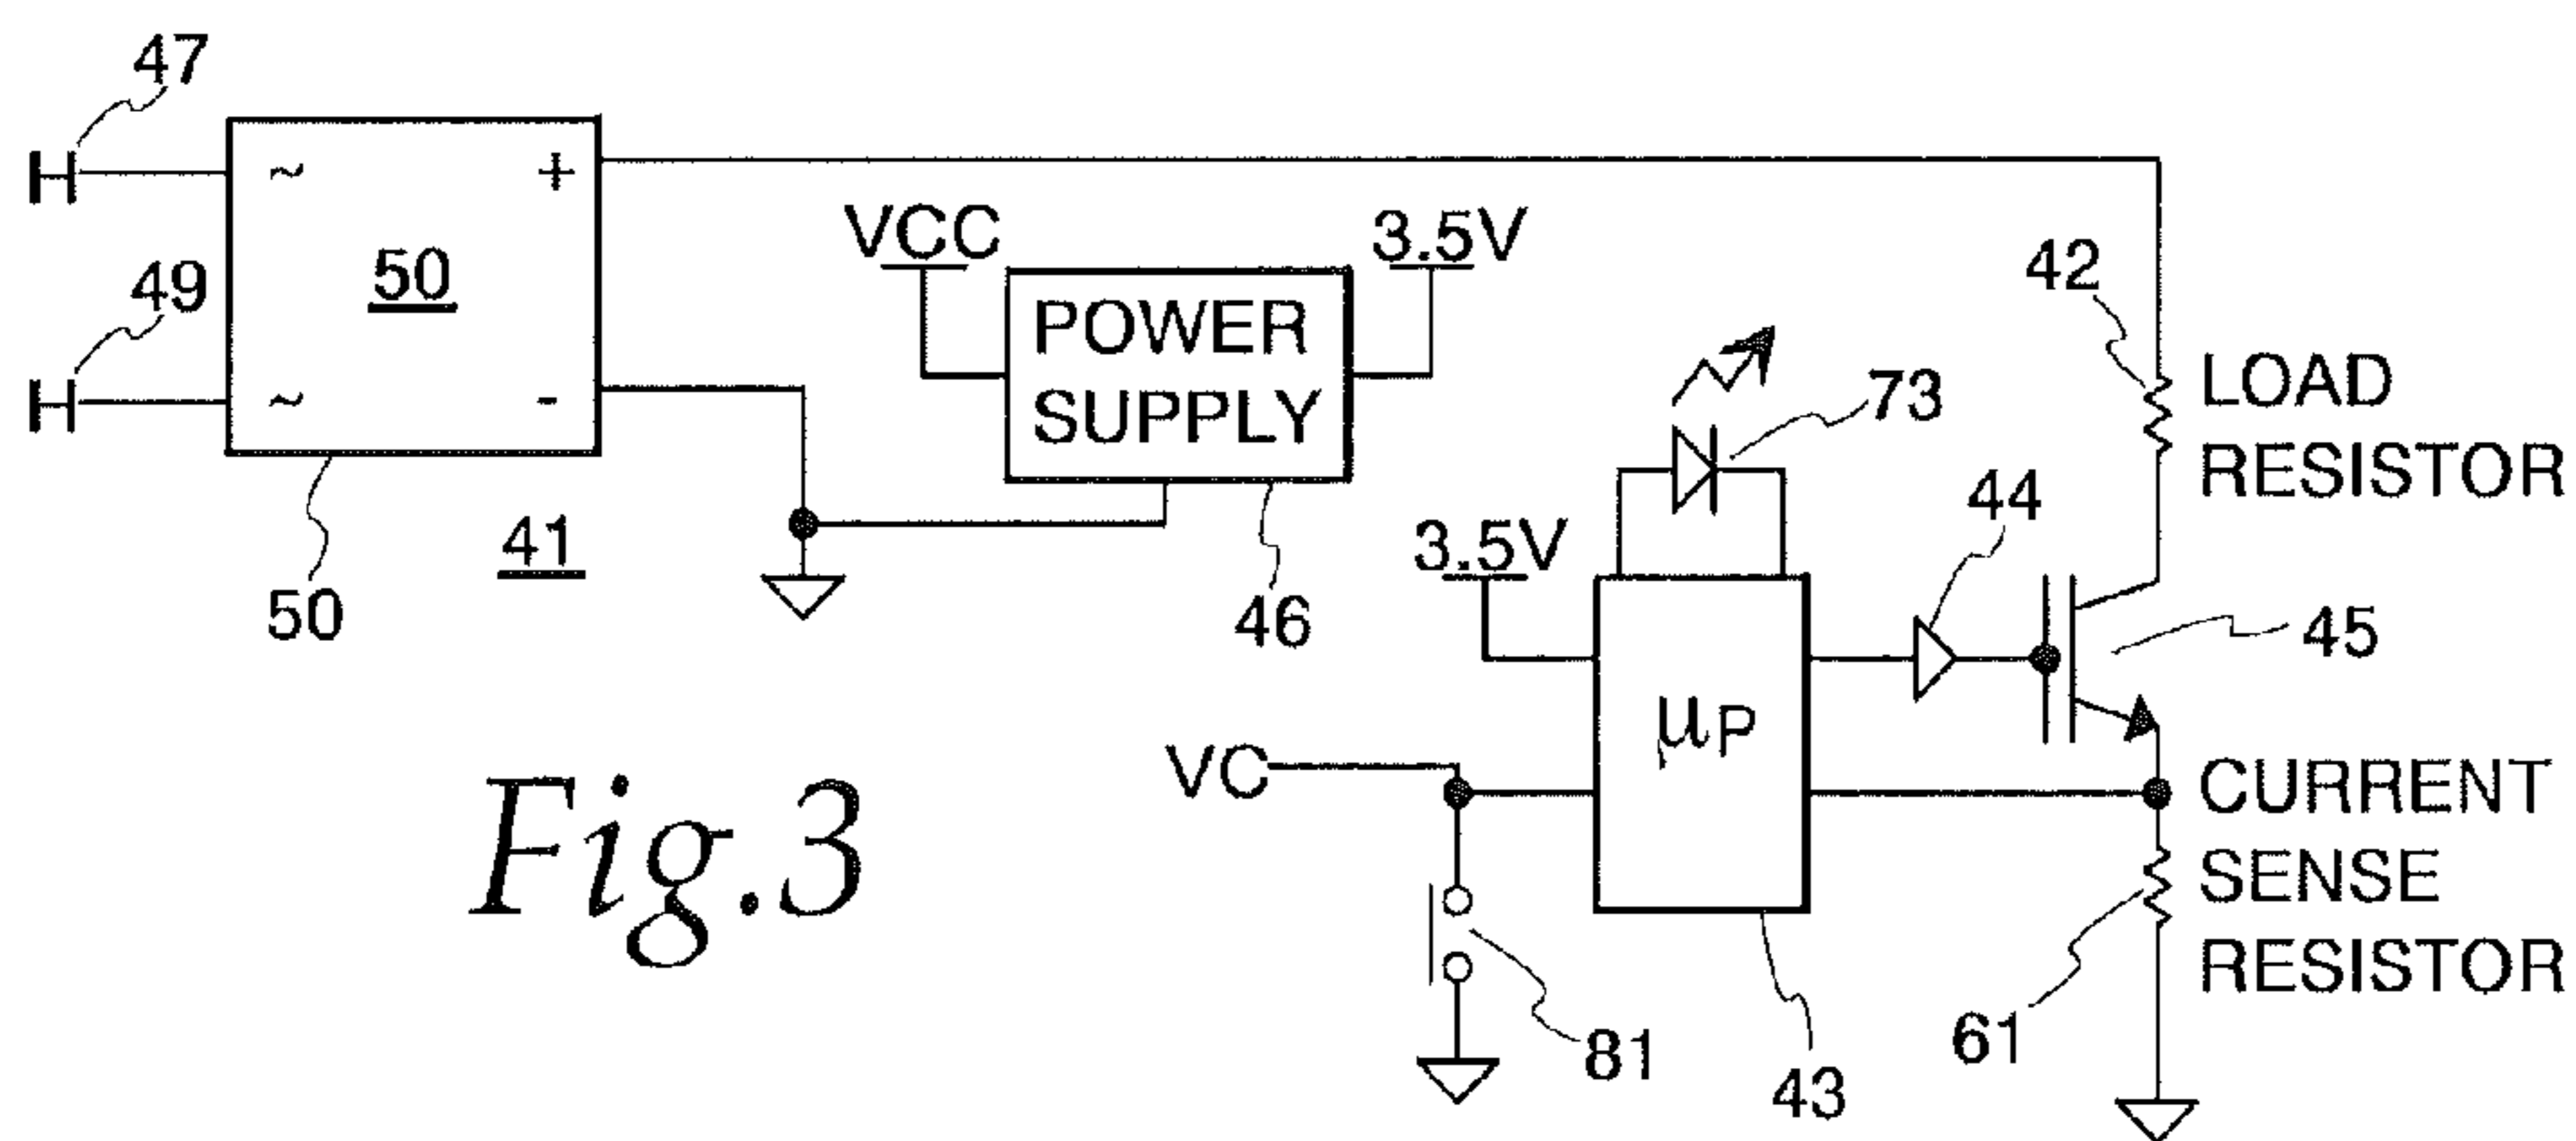 47
~ +
50
49
~ -
50
41
VCC
3.5V
POWER
SUPPLY
46
42
LOAD
RESISTOR
73
44
3.5V
45
µP
VC
CURRENT
SENSE
RESISTOR
61
81
43
Fig.3